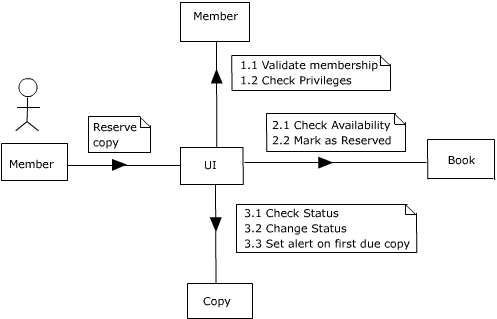 Member
1.1 Validate membership
1.2 Check Privileges
Reserve
copy
2.1 Check Availability
2.2 Mark as Reserved
Member
UI
Book
3.1 Check Status
3.2 Change Status
3.3 Set alert on first due copy
Copy